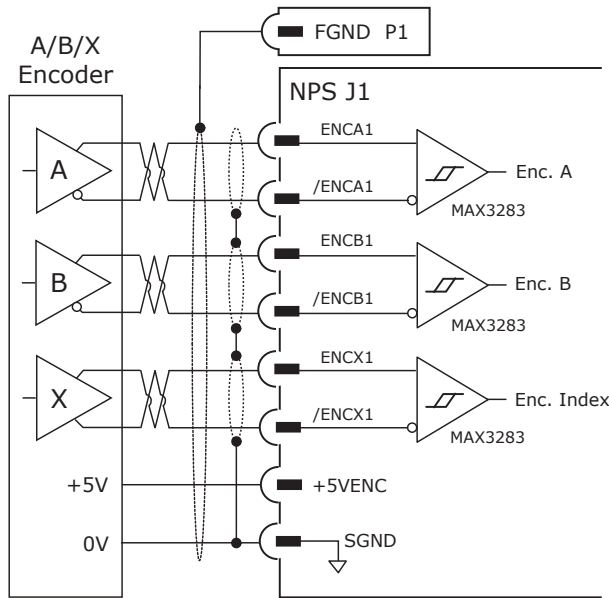 FGND P1
A/B/X
Encoder
NPS J1
ENCA1
A
Enc. A
/ENCA1
MAX3283
ENCB1
B
Enc. B
/ENCB1
MAX3283
ENCX1
X
Enc. Index
/ENCX1
MAX3283
+5V
+5VENC
0V
SGND